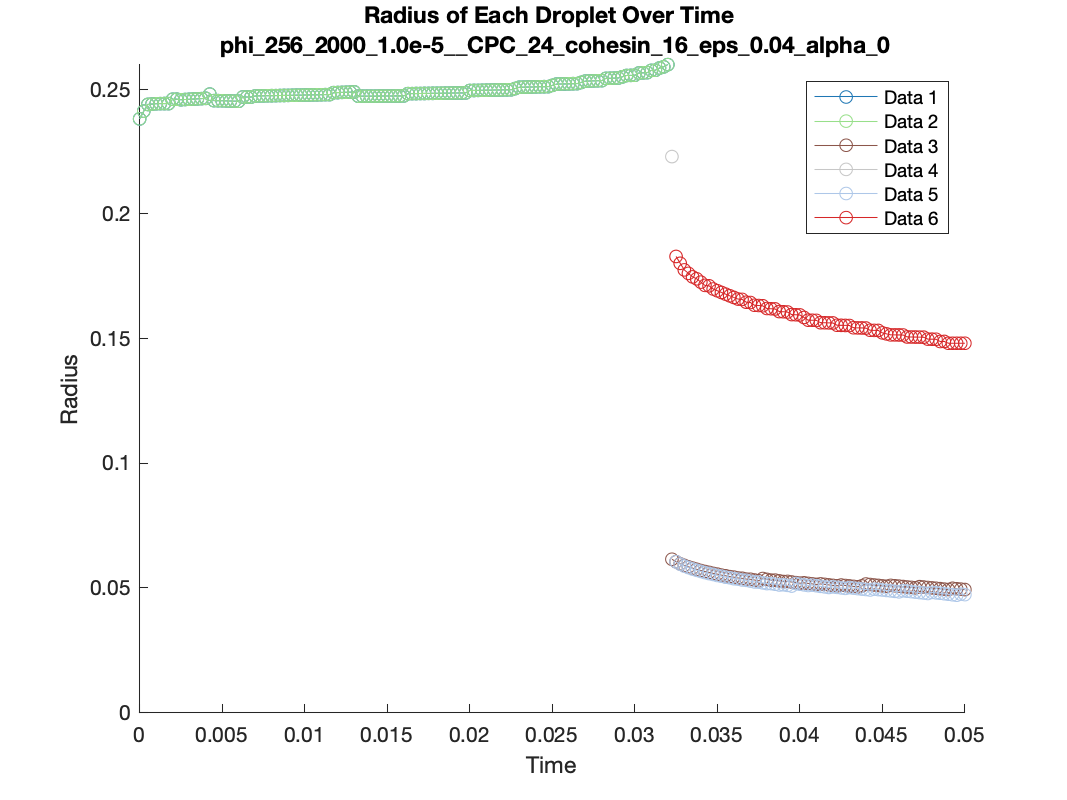 Radius of Each Droplet Over Time
phi_256_2000_1.0e-5__CPC_24_cohesin_16_eps_0.04_alpha_0
0.25
0.2
0.15
0.1
0.05
0
Radius
Data 1
Data 2
Data 3
Data 4
Data 5
Data 6
0 0.005 0.01 0.015 0.02 0.025 0.03 0.035 0.04 0.045 0.05
Time